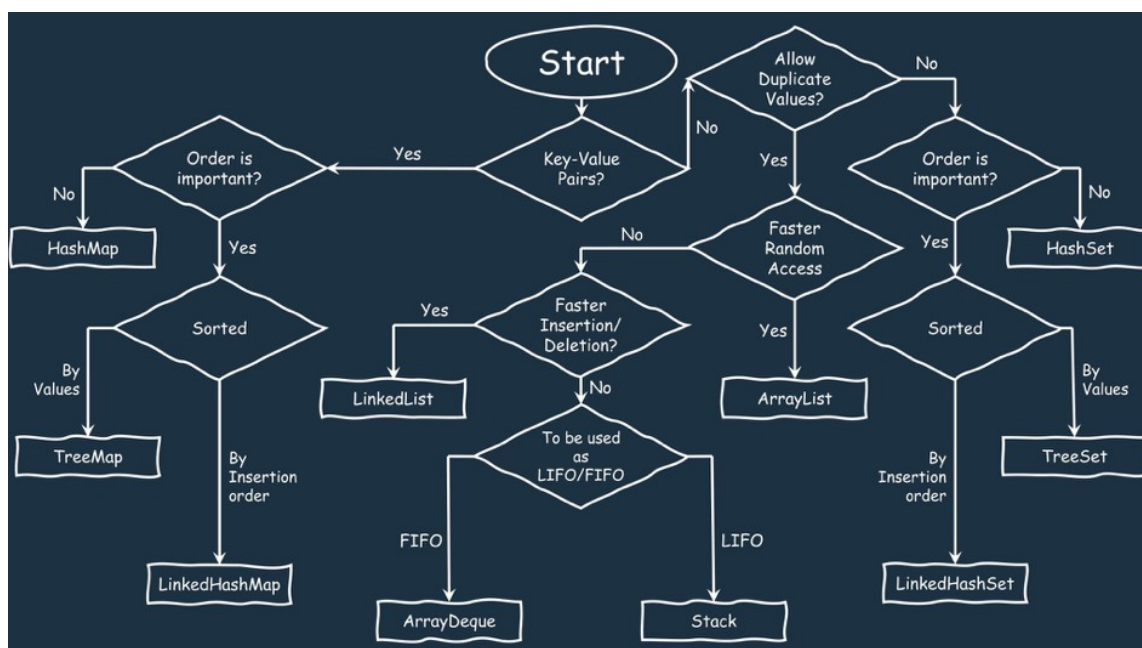 Start
Allow
Duplicate
Values?
No
No
Key-Value
Pairs?
Yes
Order is
important?
No
HashMap
Yes
Sorted
By
Values
TreeMap
By
Insertion
order
LinkedHashMap
Yes
Faster
Random
Access
No
Yes
ArrayList
Faster
Insertion/
Deletion?
Yes
LinkedList
No
To be used
as
LIFO/FIFO
FIFO
ArrayDeque
LIFO
Stack
Order is
important?
No
HashSet
Yes
Sorted
By
Values
TreeSet
By
Insertion
order
LinkedHashSet